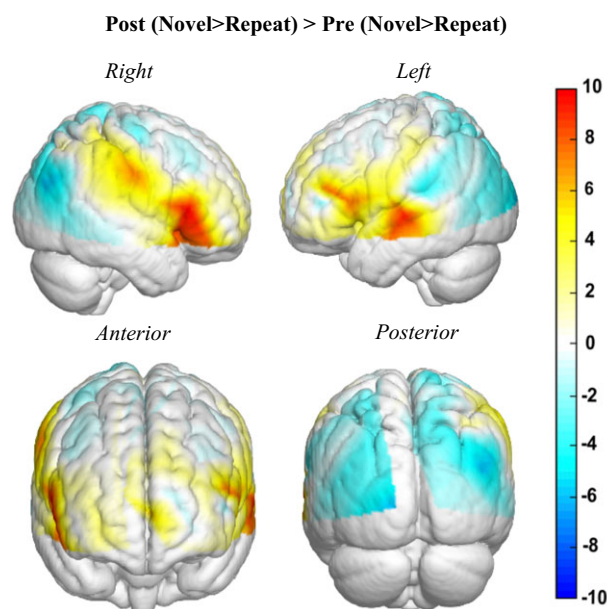 Post (Novel>Repeat) > Pre (Novel>Repeat)
Right
Left
10
8
6
4
2
0
-2
-4
-6
-8
-10
Anterior
Posterior